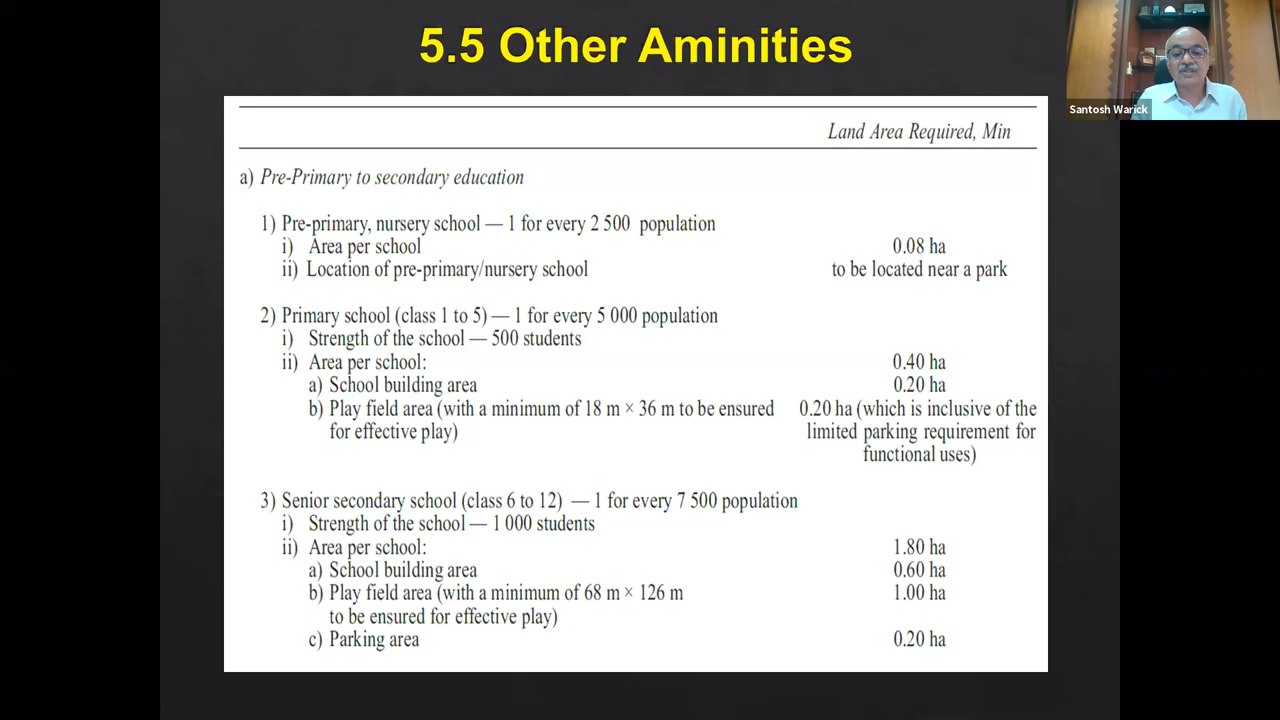 5.5 Other Aminities
Santosh Warick
Land Area Required, Min
a) Pre-Primary to secondary education
1) Pre-primary, nursery school — 1 for every 2 500 population
i) Area per school 0.08 ha
ii) Location of pre-primary/nursery school to be located near a park
2) Primary school (class 1 to 5) — 1 for every 5 000 population
i) Strength of the school — 500 students
ii) Area per school: 0.40 ha
a) School building area 0.20 ha
b) Play field area (with a minimum of 18 m × 36 m to be ensured 0.20 ha (which is inclusive of the
for effective play) limited parking requirement for
functional uses)
3) Senior secondary school (class 6 to 12) — 1 for every 7 500 population
i) Strength of the school — 1 000 students
ii) Area per school: 1.80 ha
a) School building area 0.60 ha
b) Play field area (with a minimum of 68 m × 126 m 1.00 ha
to be ensured for effective play)
c) Parking area 0.20 ha